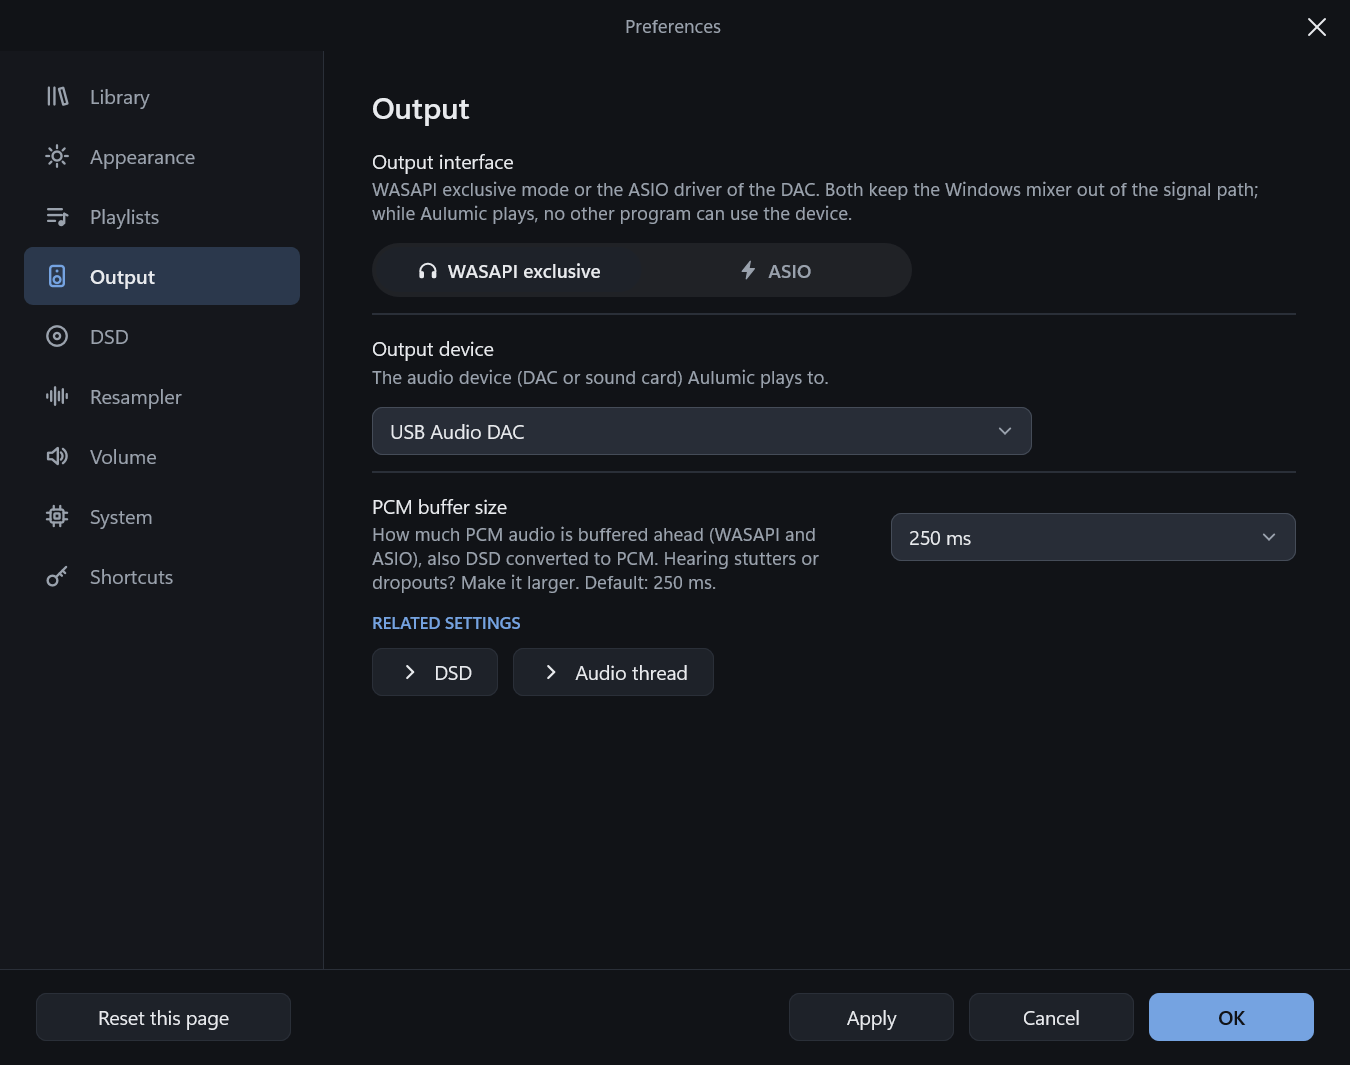 Preferences
Library
Appearance
Playlists
Output
DSD
Resampler
Volume
System
Shortcuts
Output
Output interface
WASAPI exclusive mode or the ASIO driver of the DAC. Both keep the Windows mixer out of the signal path;
while Aulumic plays, no other program can use the device.
WASAPI exclusive
ASIO
Output device
The audio device (DAC or sound card) Aulumic plays to.
USB Audio DAC
PCM buffer size
How much PCM audio is buffered ahead (WASAPI and
ASIO), also DSD converted to PCM. Hearing stutters or
dropouts? Make it larger. Default: 250 ms.
250 ms
RELATED SETTINGS
DSD
Audio thread
Reset this page
Apply
Cancel
OK